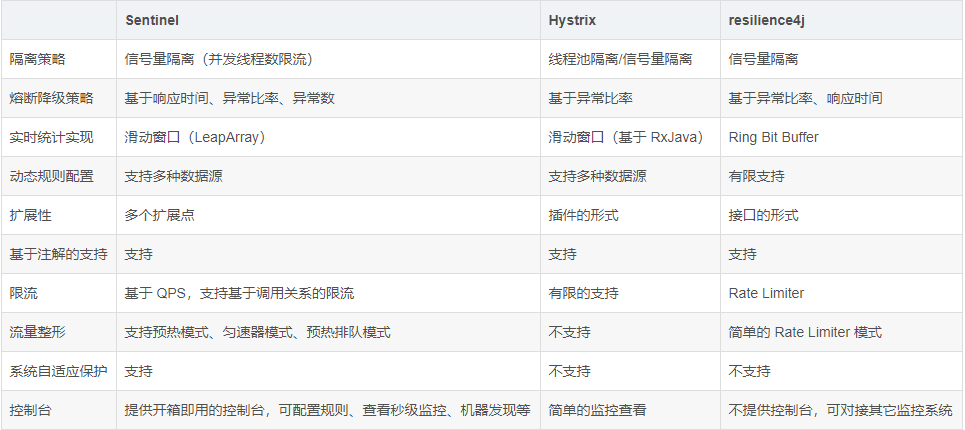 Sentinel Hystrix resilience4j
隔离策略 信号量隔离（并发线程数限流） 线程池隔离/信号量隔离 信号量隔离
熔断降级策略 基于响应时间、异常比率、异常数 基于异常比率 基于异常比率、响应时间
实时统计实现 滑动窗口（LeapArray） 滑动窗口（基于 RxJava） Ring Bit Buffer
动态规则配置 支持多种数据源 支持多种数据源 有限支持
扩展性 多个扩展点 插件的形式 接口的形式
基于注解的支持 支持 支持 支持
限流 基于 QPS，支持基于调用关系的限流 有限的支持 Rate Limiter
流量整形 支持预热模式、匀速器模式、预热排队模式 不支持 简单的 Rate Limiter 模式
系统自适应保护 支持 不支持 不支持
控制台 提供开箱即用的控制台，可配置规则、查看秒级监控、机器发现等 简单的监控查看 不提供控制台，可对接其它监控系统